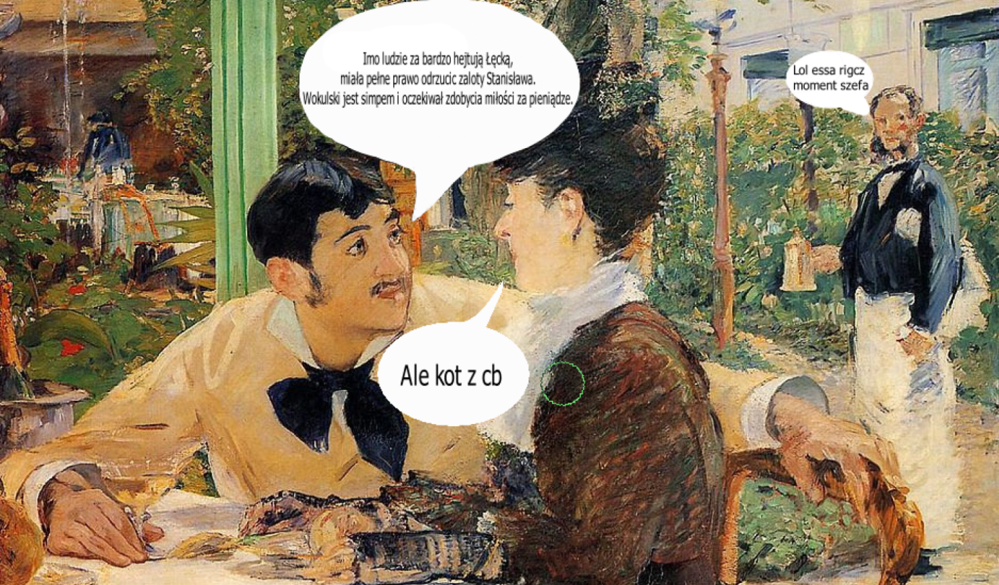 Imo ludzie za bardzo hejtują Łęcką,
miała pełne prawo odrzucic zaloty Stanisława.
Wokulski jest simpem i oczekiwał zdobycia miłości za pieniądze.
Lol essa rigcz
moment szefa
Ale kot z cb